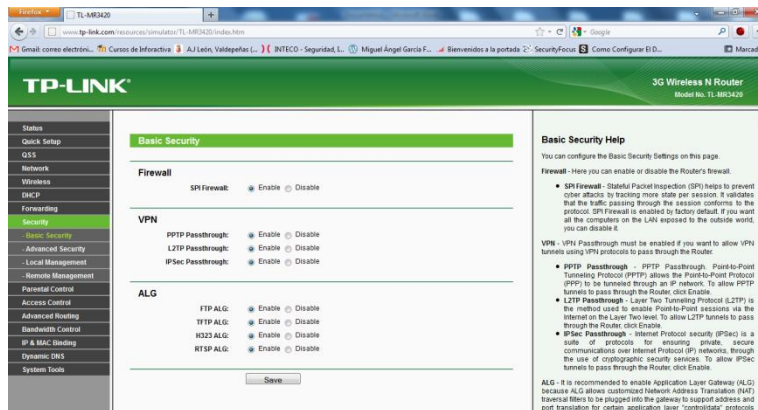 Firefox
TL-MR3420
www.tp-link.com/resources/simulator/TL-MR3420/index.htm
Google
Gmail: correo electróni...
Cursos de Informativa
AJ León, Valdepeñas (...
INTECO - Seguridad, I...
Miguel Ángel García F...
Bienvenidos a la portada
SecurityFocus
Como Configurar El D...
Marcad
TP-LINK®
3G Wireless N Router
Model No. TL-MR3420
Status
Quick Setup
QSS
Network
Wireless
DHCP
Forwarding
Security
- Basic Security
- Advanced Security
- Local Management
- Remote Management
Parental Control
Access Control
Advanced Routing
Bandwidth Control
IP & MAC Binding
Dynamic DNS
System Tools
Basic Security
Firewall
SPI Firewall: Enable Disable
VPN
PPTP Passthrough: Enable Disable
L2TP Passthrough: Enable Disable
IPSec Passthrough: Enable Disable
ALG
FTP ALG: Enable Disable
TFTP ALG: Enable Disable
H323 ALG: Enable Disable
RTSP ALG: Enable Disable
Save
Basic Security Help
You can configure the Basic Security Settings on this page.
Firewall - Here you can enable or disable the Router's firewall.
SPI Firewall - Stateful Packet Inspection (SPI) helps to prevent
cyber attacks by tracking more state per session. It validates
that the traffic passing through the session conforms to the
protocol. SPI Firewall is enabled by factory default. If you want
all the computers on the LAN exposed to the outside world,
you can disable it.
VPN - VPN Passthrough must be enabled if you want to allow VPN
tunnels using VPN protocols to pass through the Router.
PPTP Passthrough - PPTP Passthrough. Point-to-Point
Tunneling Protocol (PPTP) allows the Point-to-Point Protocol
(PPP) to be tunneled through an IP network. To allow PPTP
tunnels to pass through the Router, click Enable.
L2TP Passthrough - Layer Two Tunneling Protocol (L2TP) is
the method used to enable Point-to-Point sessions via the
Internet on the Layer Two level. To allow L2TP tunnels to pass
through the Router, click Enable.
IPSec Passthrough - Internet Protocol security (IPSec) is a
suite of protocols for ensuring private, secure
communications over Internet Protocol (IP) networks, through
the use of cryptographic security services. To allow IPSec
tunnels to pass through the Router, click Enable.
ALG - It is recommended to enable Application Layer Gateway (ALG)
because ALG allows customized Network Address Translation (NAT)
traversal filters to be plugged into the gateway to support address and
port translation for certain application layer "control/data" protocols